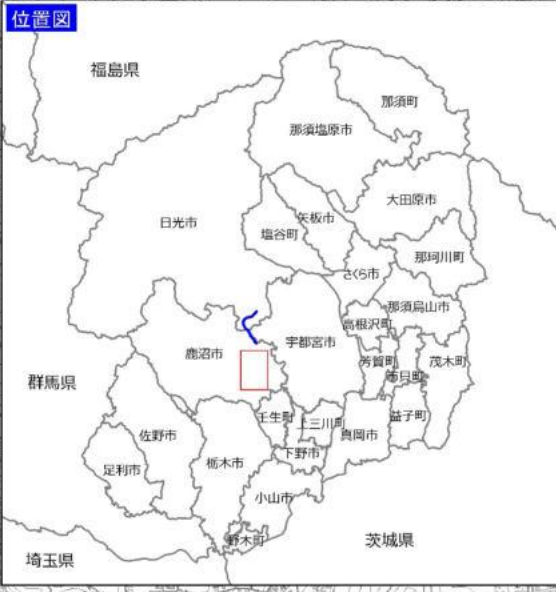 位置図
福島県
那須町
那須塩原市
大田原市
日光市
矢板市
塩谷町
那珂川町
さくら市
那須烏山市
高根沢町
宇都宮市
鹿沼市
芳賀町
茂木町
市貝町
群馬県
壬生町
上三川町
益子町
真岡市
佐野市
下野市
栃木市
足利市
小山市
野木町
茨城県
埼玉県